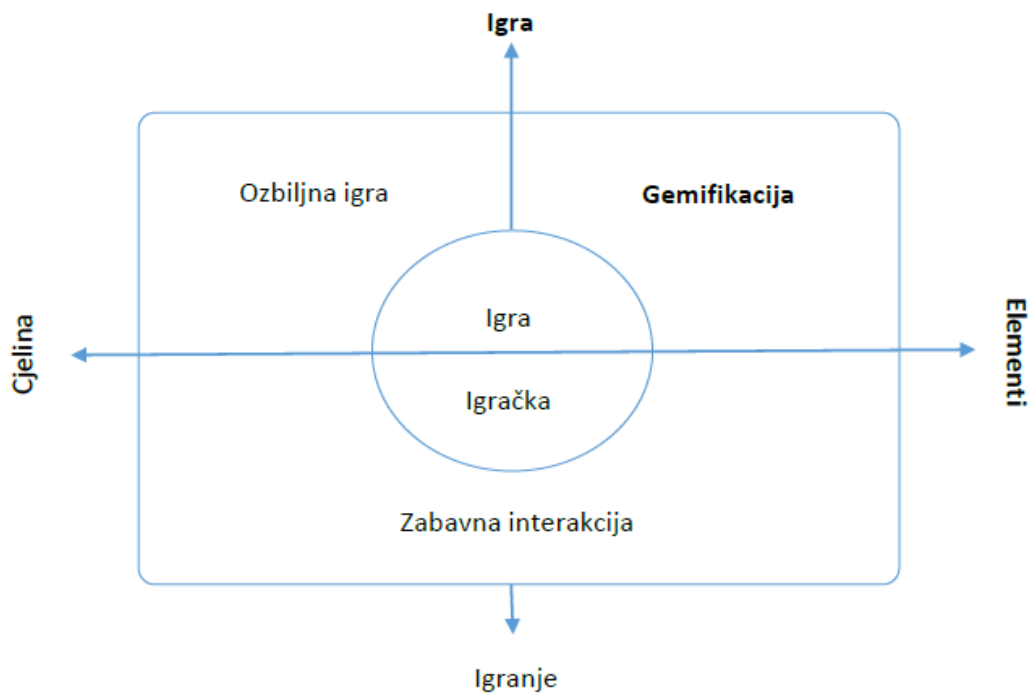 Igra
Ozbiljna igra
Gemifikacija
Igra
Cjelina
Elementi
Igračka
Zabavna interakcija
Igranje